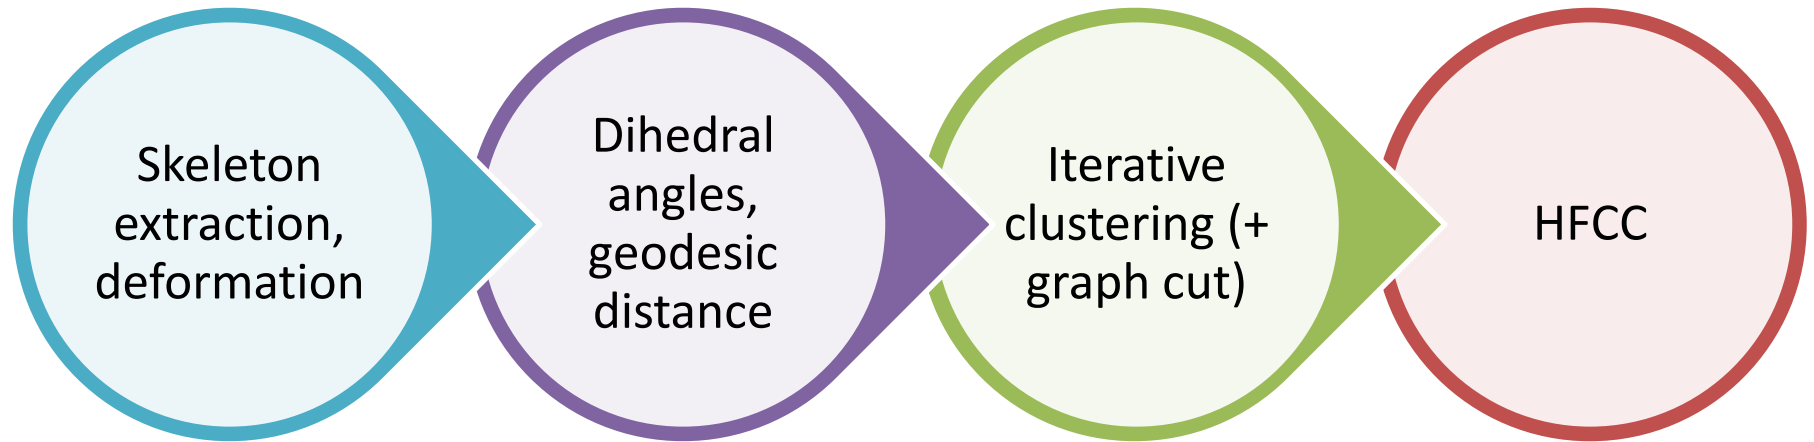 Skeleton
extraction,
deformation
Dihedral
angles,
geodesic
distance
Iterative
clustering (+
graph cut)
HFCC